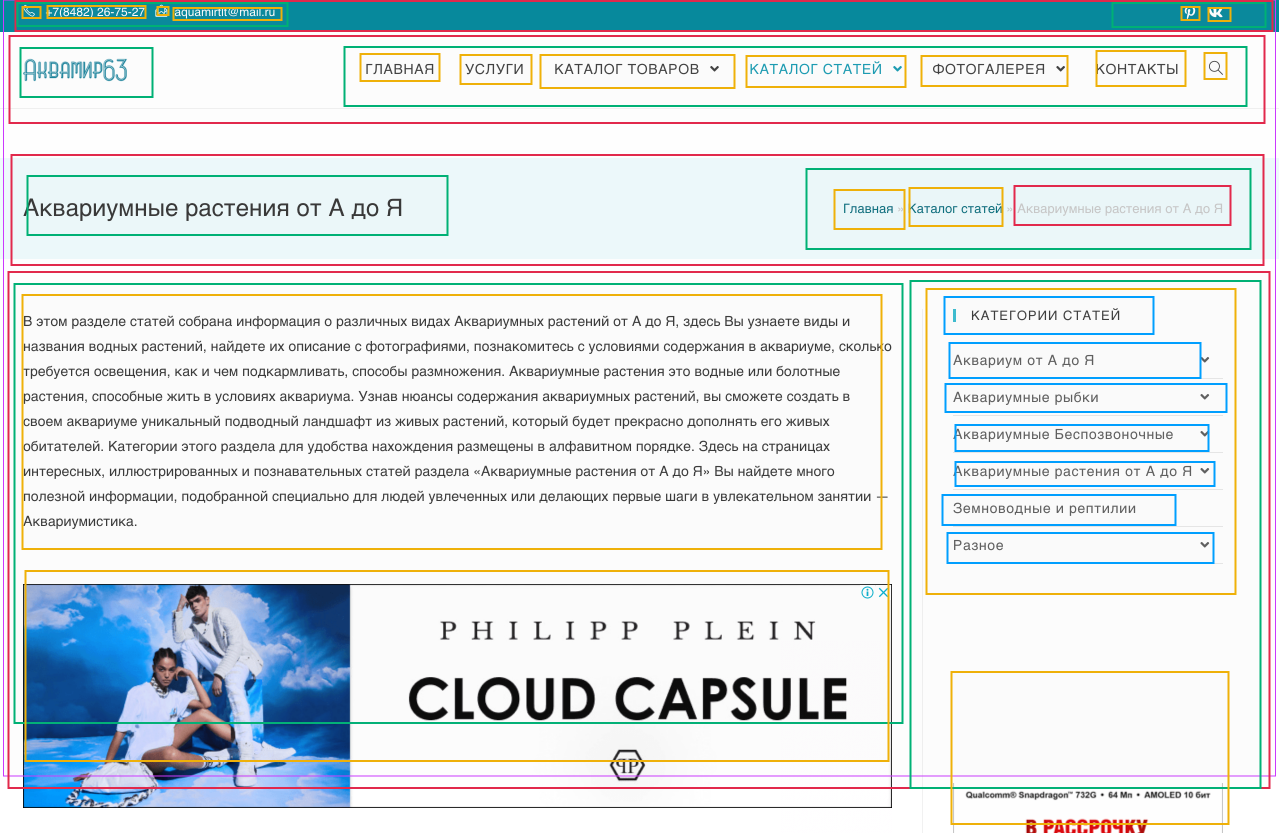 +7(8482) 26-75-27 aquamirtlt@mail.ru
Аквамир63
ГЛАВНАЯ УСЛУГИ КАТАЛОГ ТОВАРОВ КАТАЛОГ СТАТЕЙ ФОТОГАЛЕРЕЯ КОНТАКТЫ
Аквариумные растения от А до Я
Главная » Каталог статей » Аквариумные растения от А до Я
В этом разделе статей собрана информация о различных видах Аквариумных растений от А до Я, здесь Вы узнаете виды и
названия водных растений, найдете их описание с фотографиями, познакомитесь с условиями содержания в аквариуме, сколько
требуется освещения, как и чем подкармливать, способы размножения. Аквариумные растения это водные или болотные
растения, способные жить в условиях аквариума. Узнав нюансы содержания аквариумных растений, вы сможете создать в
своем аквариуме уникальный подводный ландшафт из живых растений, который будет прекрасно дополнять его живых
обитателей. Категории этого раздела для удобства нахождения размещены в алфавитном порядке. Здесь на страницах
интересных, иллюстрированных и познавательных статей раздела «Аквариумные растения от А до Я» Вы найдете много
полезной информации, подобранной специально для людей увлеченных или делающих первые шаги в увлекательном занятии —
Аквариумистика.
PHILIPP PLEIN
CLOUD CAPSULE
КАТЕГОРИИ СТАТЕЙ
Аквариум от А до Я
Аквариумные рыбки
Аквариумные Беспозвоночные
Аквариумные растения от А до Я
Земноводные и рептилии
Разное
Qualcomm® Snapdragon™ 732G • 64 Мп • AMOLED 10 бит
В РАССРОЧКУ